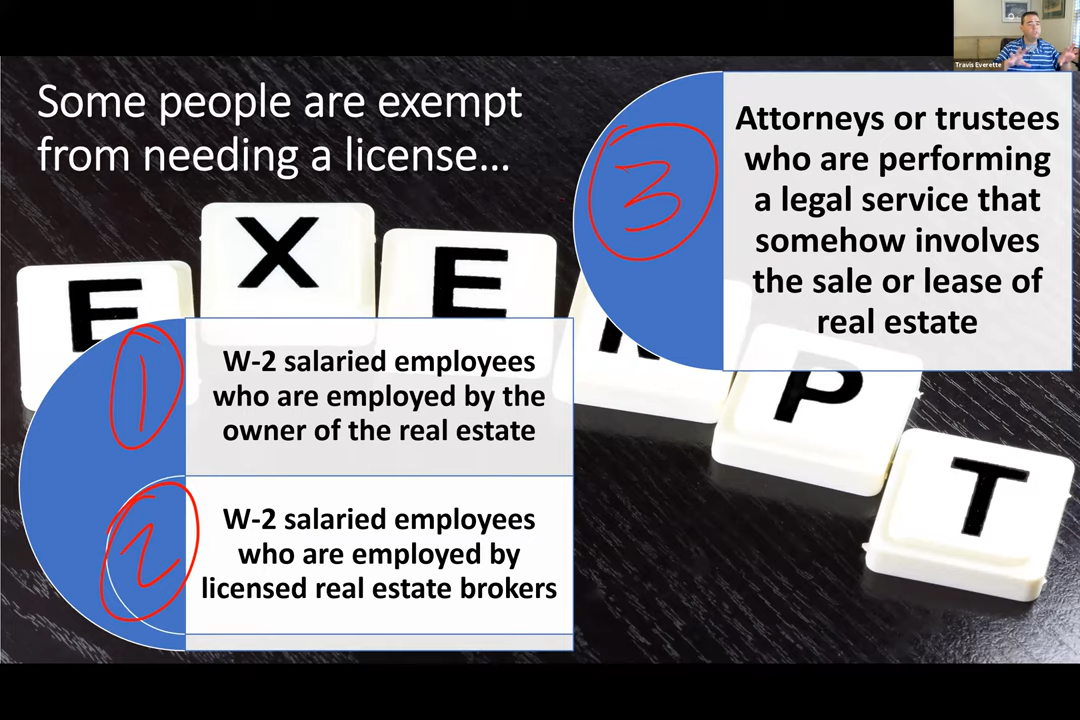 Travis Everette
Some people are exempt
from needing a license…
3
Attorneys or trustees
who are performing
a legal service that
somehow involves
the sale or lease of
real estate
E X E M P T
1
W-2 salaried employees
who are employed by the
owner of the real estate
2
W-2 salaried employees
who are employed by
licensed real estate brokers